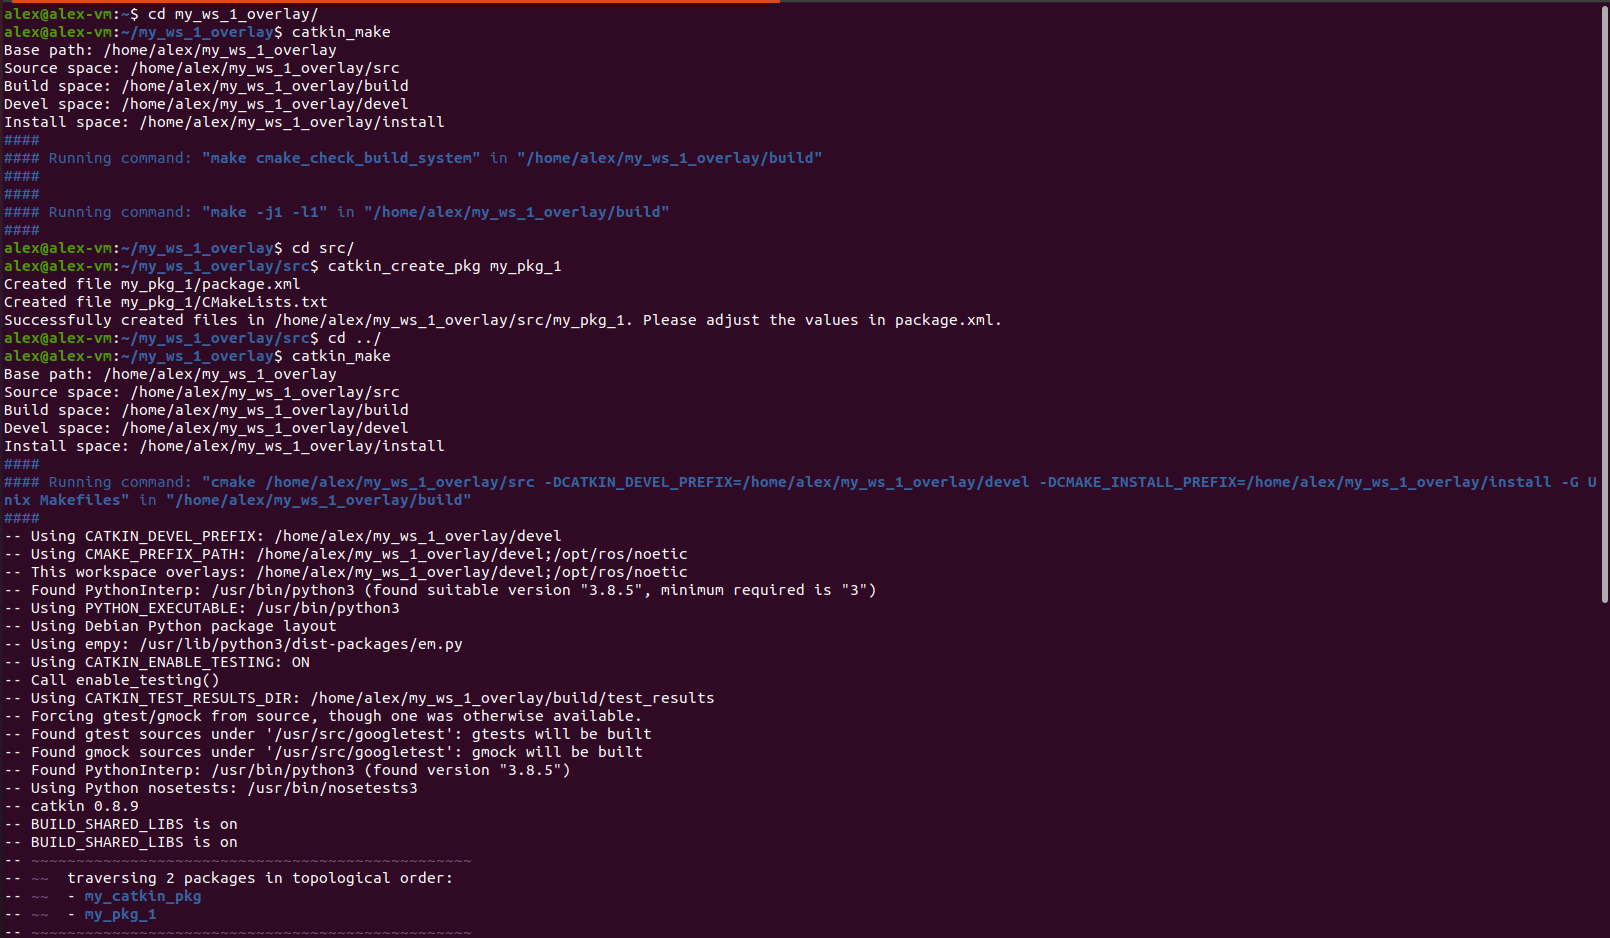 alex@alex-vm:~$ cd my_ws_1_overlay/
alex@alex-vm:~/my_ws_1_overlay$ catkin_make
Base path: /home/alex/my_ws_1_overlay
Source space: /home/alex/my_ws_1_overlay/src
Build space: /home/alex/my_ws_1_overlay/build
Devel space: /home/alex/my_ws_1_overlay/devel
Install space: /home/alex/my_ws_1_overlay/install
####
#### Running command: "make cmake_check_build_system" in "/home/alex/my_ws_1_overlay/build"
####
####
#### Running command: "make -j1 -l1" in "/home/alex/my_ws_1_overlay/build"
####
alex@alex-vm:~/my_ws_1_overlay$ cd src/
alex@alex-vm:~/my_ws_1_overlay/src$ catkin_create_pkg my_pkg_1
Created file my_pkg_1/package.xml
Created file my_pkg_1/CMakeLists.txt
Successfully created files in /home/alex/my_ws_1_overlay/src/my_pkg_1. Please adjust the values in package.xml.
alex@alex-vm:~/my_ws_1_overlay/src$ cd ../
alex@alex-vm:~/my_ws_1_overlay$ catkin_make
Base path: /home/alex/my_ws_1_overlay
Source space: /home/alex/my_ws_1_overlay/src
Build space: /home/alex/my_ws_1_overlay/build
Devel space: /home/alex/my_ws_1_overlay/devel
Install space: /home/alex/my_ws_1_overlay/install
####
#### Running command: "cmake /home/alex/my_ws_1_overlay/src -DCATKIN_DEVEL_PREFIX=/home/alex/my_ws_1_overlay/devel -DCMAKE_INSTALL_PREFIX=/home/alex/my_ws_1_overlay/install -G U
nix Makefiles" in "/home/alex/my_ws_1_overlay/build"
####
-- Using CATKIN_DEVEL_PREFIX: /home/alex/my_ws_1_overlay/devel
-- Using CMAKE_PREFIX_PATH: /home/alex/my_ws_1_overlay/devel;/opt/ros/noetic
-- This workspace overlays: /home/alex/my_ws_1_overlay/devel;/opt/ros/noetic
-- Found PythonInterp: /usr/bin/python3 (found suitable version "3.8.5", minimum required is "3")
-- Using PYTHON_EXECUTABLE: /usr/bin/python3
-- Using Debian Python package layout
-- Using empy: /usr/lib/python3/dist-packages/em.py
-- Using CATKIN_ENABLE_TESTING: ON
-- Call enable_testing()
-- Using CATKIN_TEST_RESULTS_DIR: /home/alex/my_ws_1_overlay/build/test_results
-- Forcing gtest/gmock from source, though one was otherwise available.
-- Found gtest sources under '/usr/src/googletest': gtests will be built
-- Found gmock sources under '/usr/src/googletest': gmock will be built
-- Found PythonInterp: /usr/bin/python3 (found version "3.8.5")
-- Using Python nosetests: /usr/bin/nosetests3
-- catkin 0.8.9
-- BUILD_SHARED_LIBS is on
-- BUILD_SHARED_LIBS is on
-- ~~~~~~~~~~~~~~~~~~~~~~~~~~~~~~~~~~~~~~~~~~~~~~~~~
-- ~~  traversing 2 packages in topological order:
-- ~~  - my_catkin_pkg
-- ~~  - my_pkg_1
-- ~~~~~~~~~~~~~~~~~~~~~~~~~~~~~~~~~~~~~~~~~~~~~~~~~